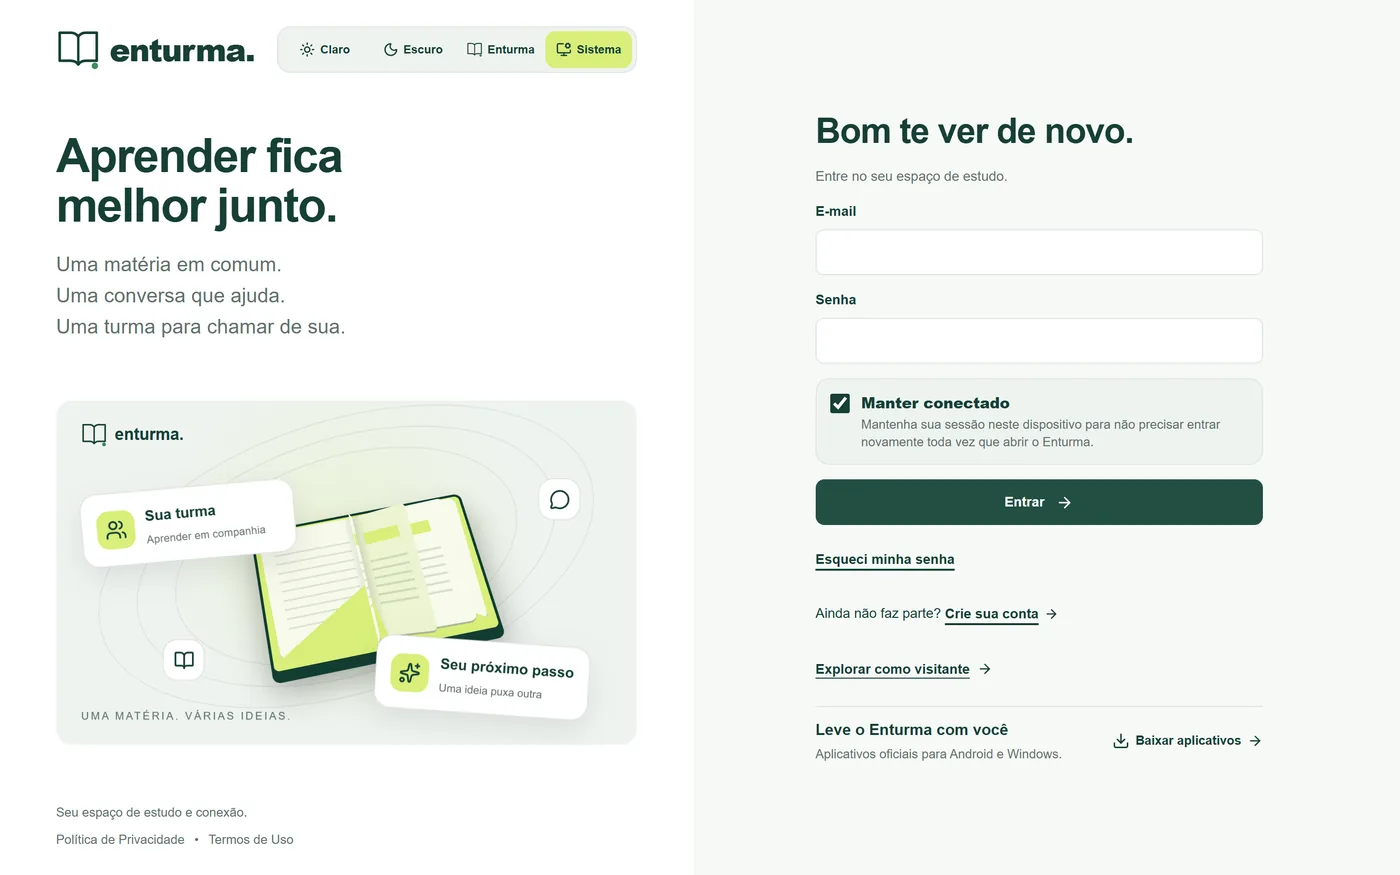 enturma.
Claro
Escuro
Enturma
Sistema
Aprender fica
melhor junto.
Uma matéria em comum.
Uma conversa que ajuda.
Uma turma para chamar de sua.
enturma.
Sua turma
Aprender em companhia
Seu próximo passo
Uma ideia puxa outra
UMA MATÉRIA. VÁRIAS IDEIAS.
Seu espaço de estudo e conexão.
Política de Privacidade • Termos de Uso
Bom te ver de novo.
Entre no seu espaço de estudo.
E-mail
Senha
Manter conectado
Mantenha sua sessão neste dispositivo para não precisar entrar
novamente toda vez que abrir o Enturma.
Entrar
Esqueci minha senha
Ainda não faz parte? Crie sua conta
Explorar como visitante
Leve o Enturma com você
Aplicativos oficiais para Android e Windows.
Baixar aplicativos